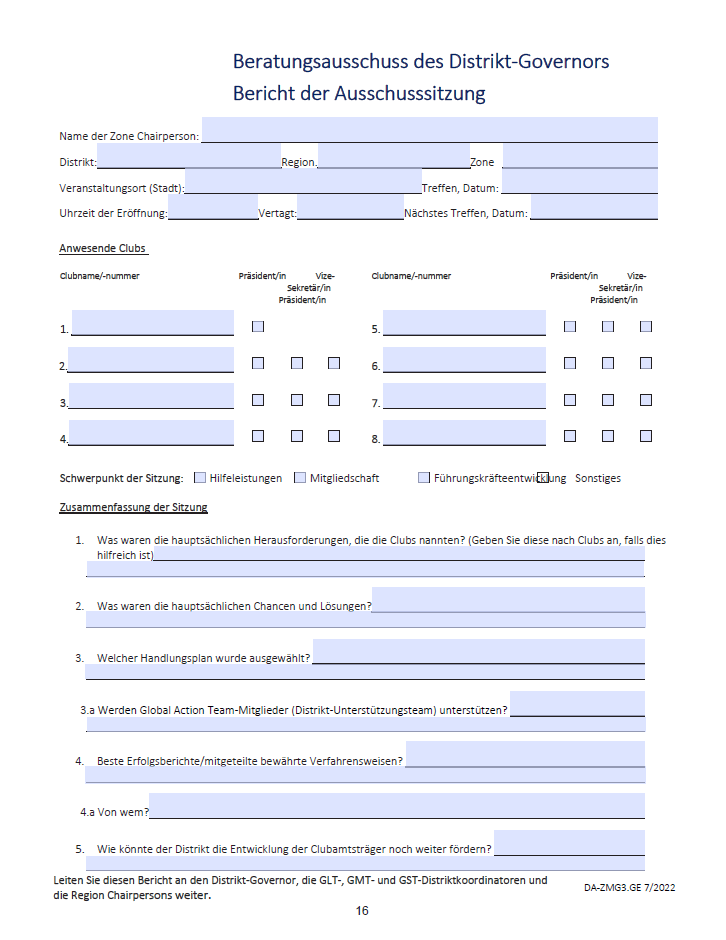 Beratungsausschuss des Distrikt-Governors
Bericht der Ausschusssitzung
Name der Zone Chairperson:
Distrikt: Region. Zone
Veranstaltungsort (Stadt): Treffen, Datum:
Uhrzeit der Eröffnung: Vertagt: Nächstes Treffen, Datum:
Anwesende Clubs
Clubname/-nummer Präsident/in Vize- Clubname/-nummer Präsident/in Vize-
Sekretär/in Sekretär/in
Präsident/in Präsident/in
1. 5.
2. 6.
3. 7.
4. 8.
Schwerpunkt der Sitzung: Hilfeleistungen Mitgliedschaft Führungskräfteentwicklung Sonstiges
Zusammenfassung der Sitzung
1. Was waren die hauptsächlichen Herausforderungen, die die Clubs nannten? (Geben Sie diese nach Clubs an, falls dies
hilfreich ist)
2. Was waren die hauptsächlichen Chancen und Lösungen?
3. Welcher Handlungsplan wurde ausgewählt?
3.a Werden Global Action Team-Mitglieder (Distrikt-Unterstützungsteam) unterstützen?
4. Beste Erfolgsberichte/mitgeteilte bewährte Verfahrensweisen?
4.a Von wem?
5. Wie könnte der Distrikt die Entwicklung der Clubamtsträger noch weiter fördern?
Leiten Sie diesen Bericht an den Distrikt-Governor, die GLT-, GMT- und GST-Distriktkoordinatoren und
die Region Chairpersons weiter.
DA-ZMG3.GE 7/2022
16